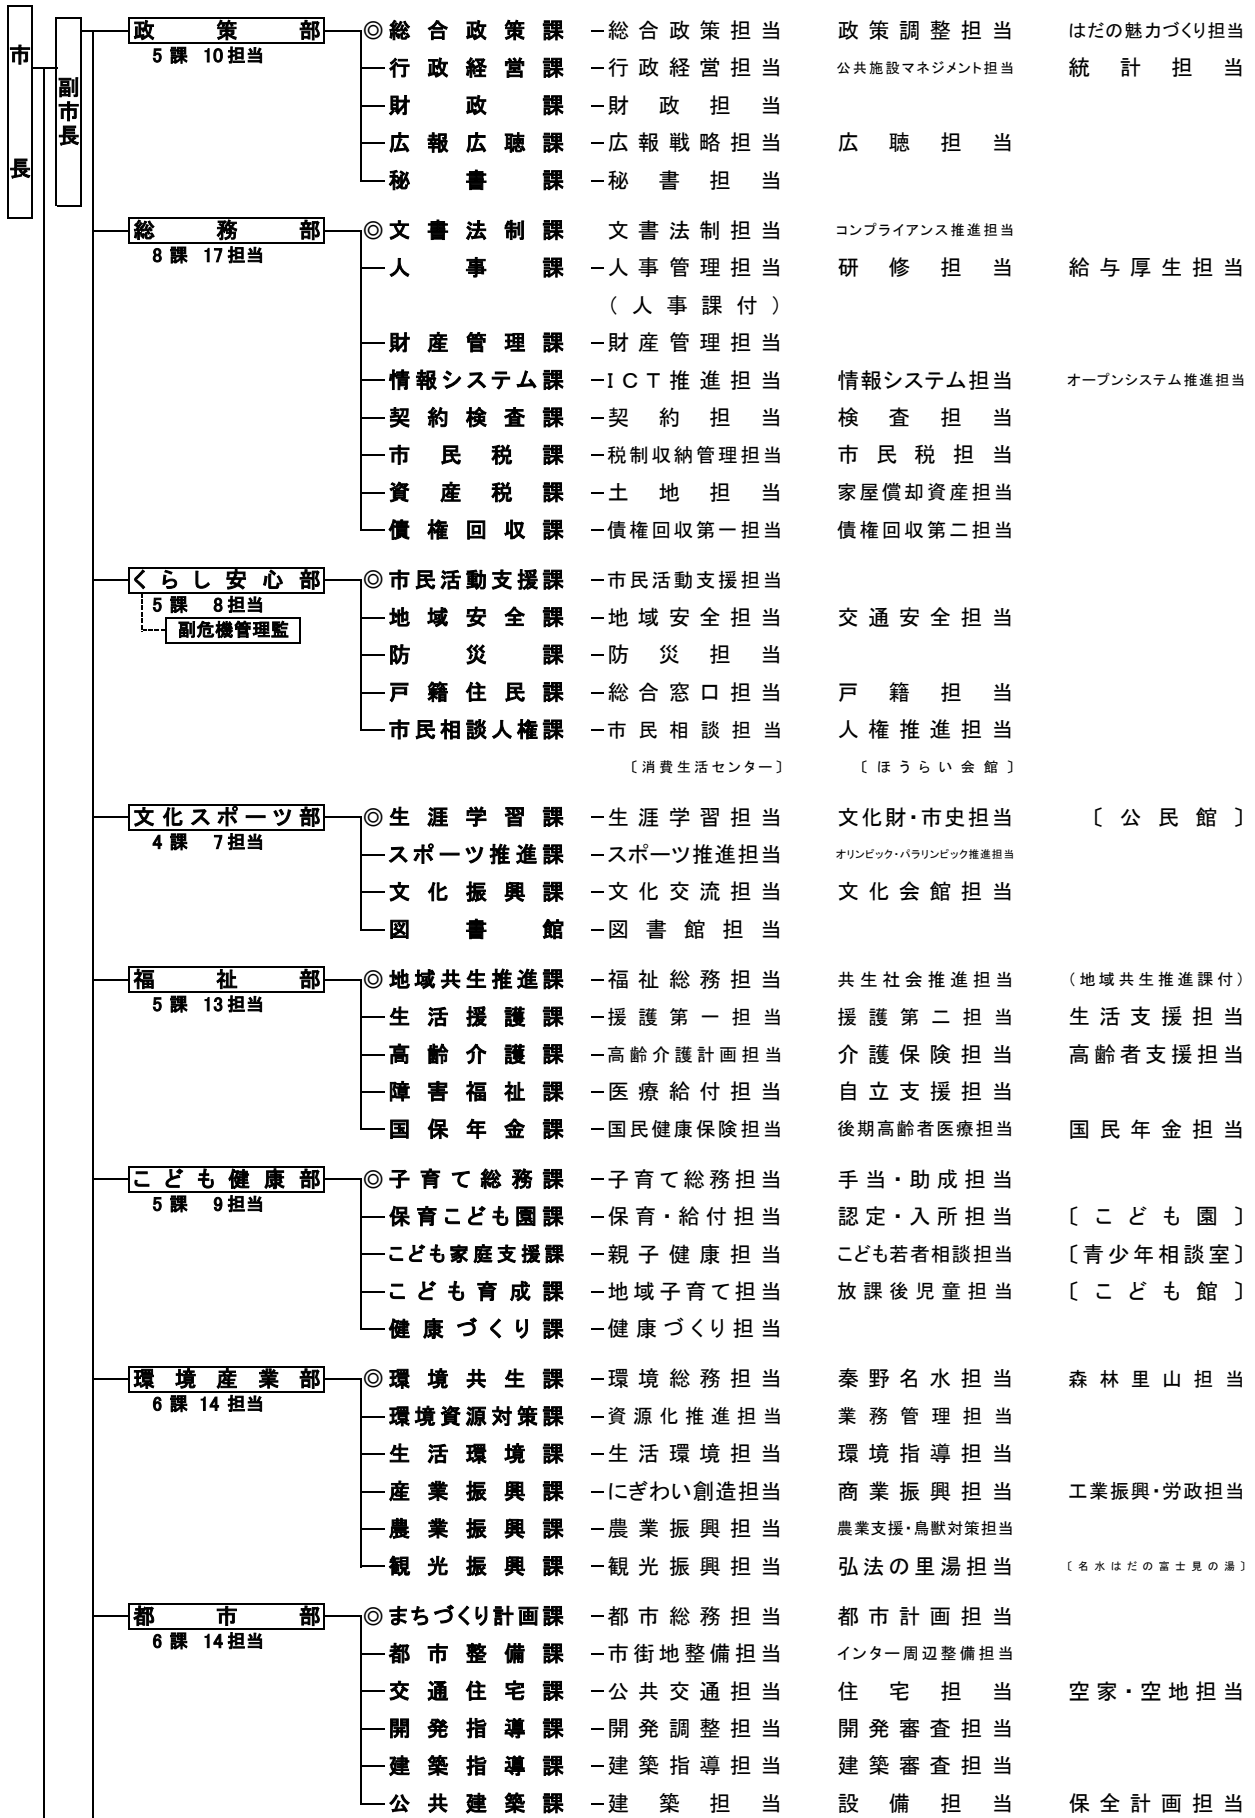 市長
副市長
政策部 ◎総合政策課 −総合政策担当 政策調整担当 はだの魅力づくり担当
5課 10担当 行政経営課 −行政経営担当 公共施設マネジメント担当 統計担当
財政課 −財政担当
広報広聴課 −広報戦略担当 広聴担当
秘書課 −秘書担当
総務部 ◎文書法制課 文書法制担当 コンプライアンス推進担当
8課 17担当 人事課 −人事管理担当 研修担当 給与厚生担当
(人事課付)
財産管理課 −財産管理担当
情報システム課 −ICT推進担当 情報システム担当 オープンシステム推進担当
契約検査課 −契約担当 検査担当
市民税課 −税制収納管理担当 市民税担当
資産税課 −土地担当 家屋償却資産担当
債権回収課 −債権回収第一担当 債権回収第二担当
くらし安心部 ◎市民活動支援課 −市民活動支援担当
5課 8担当 地域安全課 −地域安全担当 交通安全担当
副危機管理監
防災課 −防災担当
戸籍住民課 −総合窓口担当 戸籍担当
市民相談人権課 −市民相談担当 人権推進担当
〔消費生活センター〕 〔ほうらい会館〕
文化スポーツ部 ◎生涯学習課 −生涯学習担当 文化財・市史担当 〔公民館〕
4課 7担当 スポーツ推進課 −スポーツ推進担当 オリンピック・パラリンピック推進担当
文化振興課 −文化交流担当 文化会館担当
図書館 −図書館担当
福祉部 ◎地域共生推進課 −福祉総務担当 共生社会推進担当 (地域共生推進課付)
5課 13担当 生活援護課 −援護第一担当 援護第二担当 生活支援担当
高齢介護課 −高齢介護計画担当 介護保険担当 高齢者支援担当
障害福祉課 −医療給付担当 自立支援担当
国保年金課 −国民健康保険担当 後期高齢者医療担当 国民年金担当
こども健康部 ◎子育て総務課 −子育て総務担当 手当・助成担当
5課 9担当 保育こども園課 −保育・給付担当 認定・入所担当 〔こども園〕
こども家庭支援課 −親子健康担当 こども若者相談担当 〔青少年相談室〕
こども育成課 −地域子育て担当 放課後児童担当 〔こども館〕
健康づくり課 −健康づくり担当
環境産業部 ◎環境共生課 −環境総務担当 秦野名水担当 森林里山担当
6課 14担当 環境資源対策課 −資源化推進担当 業務管理担当
生活環境課 −生活環境担当 環境指導担当
産業振興課 −にぎわい創造担当 商業振興担当 工業振興・労政担当
農業振興課 −農業振興担当 農業支援・鳥獣対策担当
観光振興課 −観光振興担当 弘法の里湯担当 〔名水はだの富士見の湯〕
都市部 ◎まちづくり計画課 −都市総務担当 都市計画担当
6課 14担当 都市整備課 −市街地整備担当 インター周辺整備担当
交通住宅課 −公共交通担当 住宅担当 空家・空地担当
開発指導課 −開発調整担当 開発審査担当
建築指導課 −建築指導担当 建築審査担当
公共建築課 −建築担当 設備担当 保全計画担当